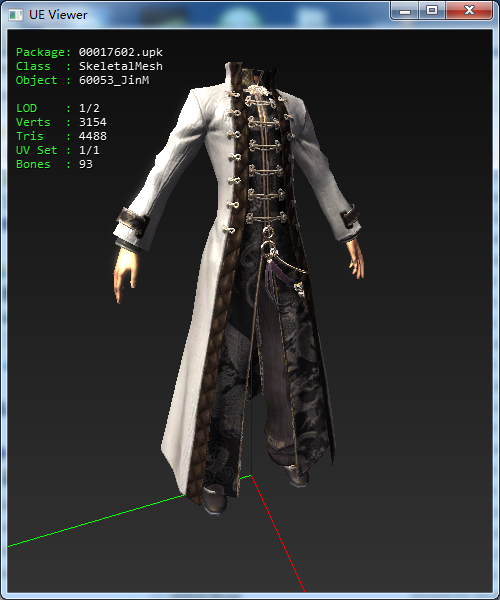 UE Viewer
Package: 00017602.upk
Class : SkeletalMesh
Object : 60053_JinM
LOD : 1/2
Verts : 3154
Tris : 4488
UV Set : 1/1
Bones : 93